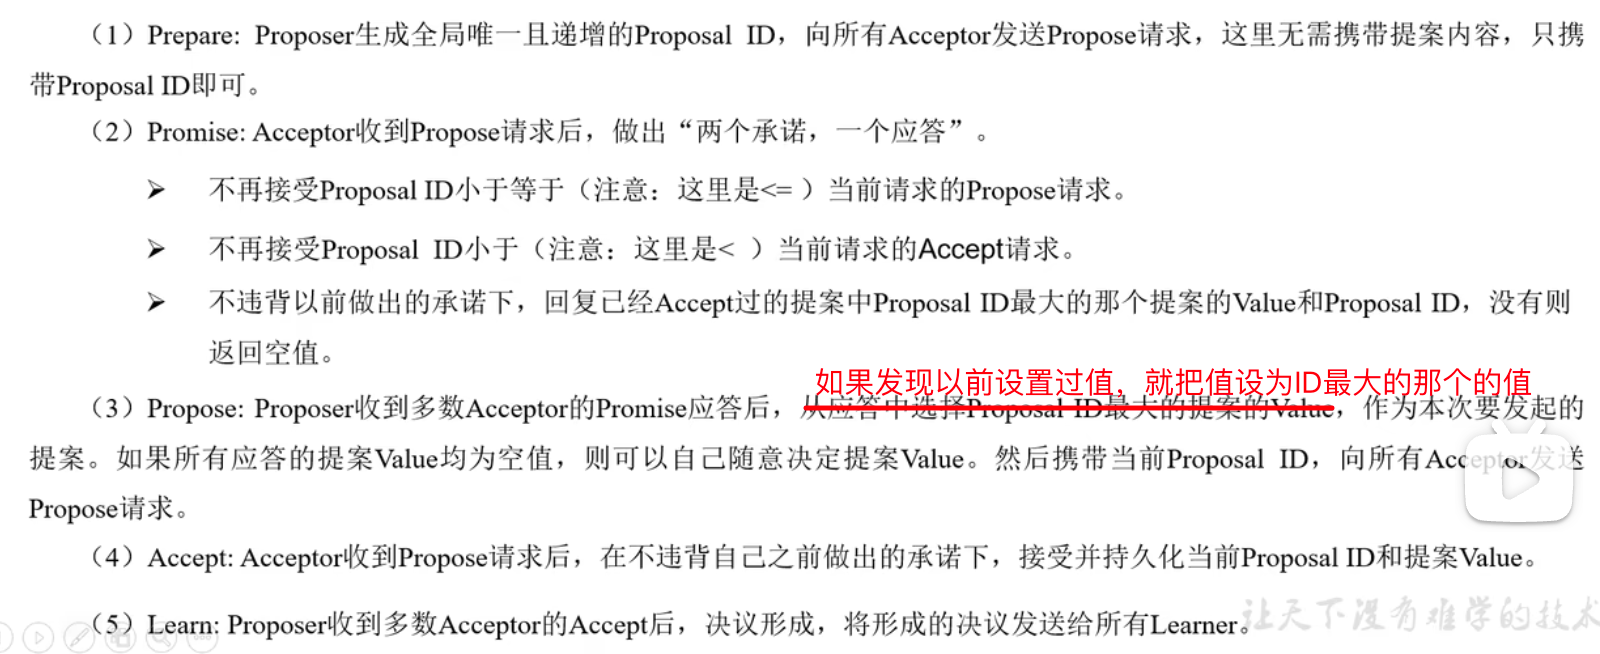 （1）Prepare: Proposer生成全局唯一且递增的Proposal ID，向所有Acceptor发送Propose请求，这里无需携带提案内容，只携
带Proposal ID即可。
（2）Promise: Acceptor收到Propose请求后，做出“两个承诺，一个应答”。
➢ 不再接受Proposal ID小于等于（注意：这里是<= ）当前请求的Propose请求。
➢ 不再接受Proposal ID小于（注意：这里是< ）当前请求的Accept请求。
➢ 不违背以前做出的承诺下，回复已经Accept过的提案中Proposal ID最大的那个提案的Value和Proposal ID，没有则
返回空值。
如果发现以前设置过值，就把值设为ID最大的那个的值
（3）Propose: Proposer收到多数Acceptor的Promise应答后，从应答中选择Proposal ID最大的提案的Value，作为本次要发起的
提案。如果所有应答的提案Value均为空值，则可以自己随意决定提案Value。然后携带当前Proposal ID，向所有Acceptor发送
Propose请求。
（4）Accept: Acceptor收到Propose请求后，在不违背自己之前做出的承诺下，接受并持久化当前Proposal ID和提案Value。
（5）Learn: Proposer收到多数Acceptor的Accept后，决议形成，将形成的决议发送给所有Learner。
让天下没有难学的技术